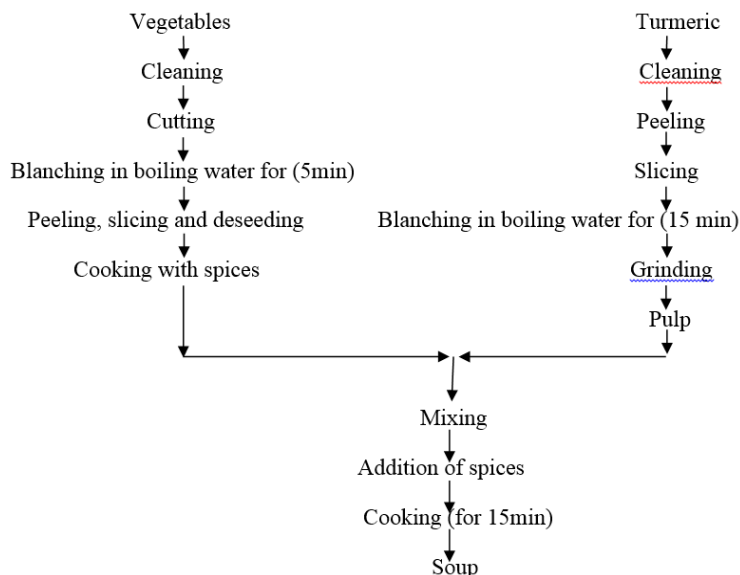 Vegetables
Cleaning
Cutting
Blanching in boiling water for (5min)
Peeling, slicing and deseeding
Cooking with spices
Turmeric
Cleaning
Peeling
Slicing
Blanching in boiling water for (15 min)
Grinding
Pulp
Mixing
Addition of spices
Cooking (for 15min)
Soup